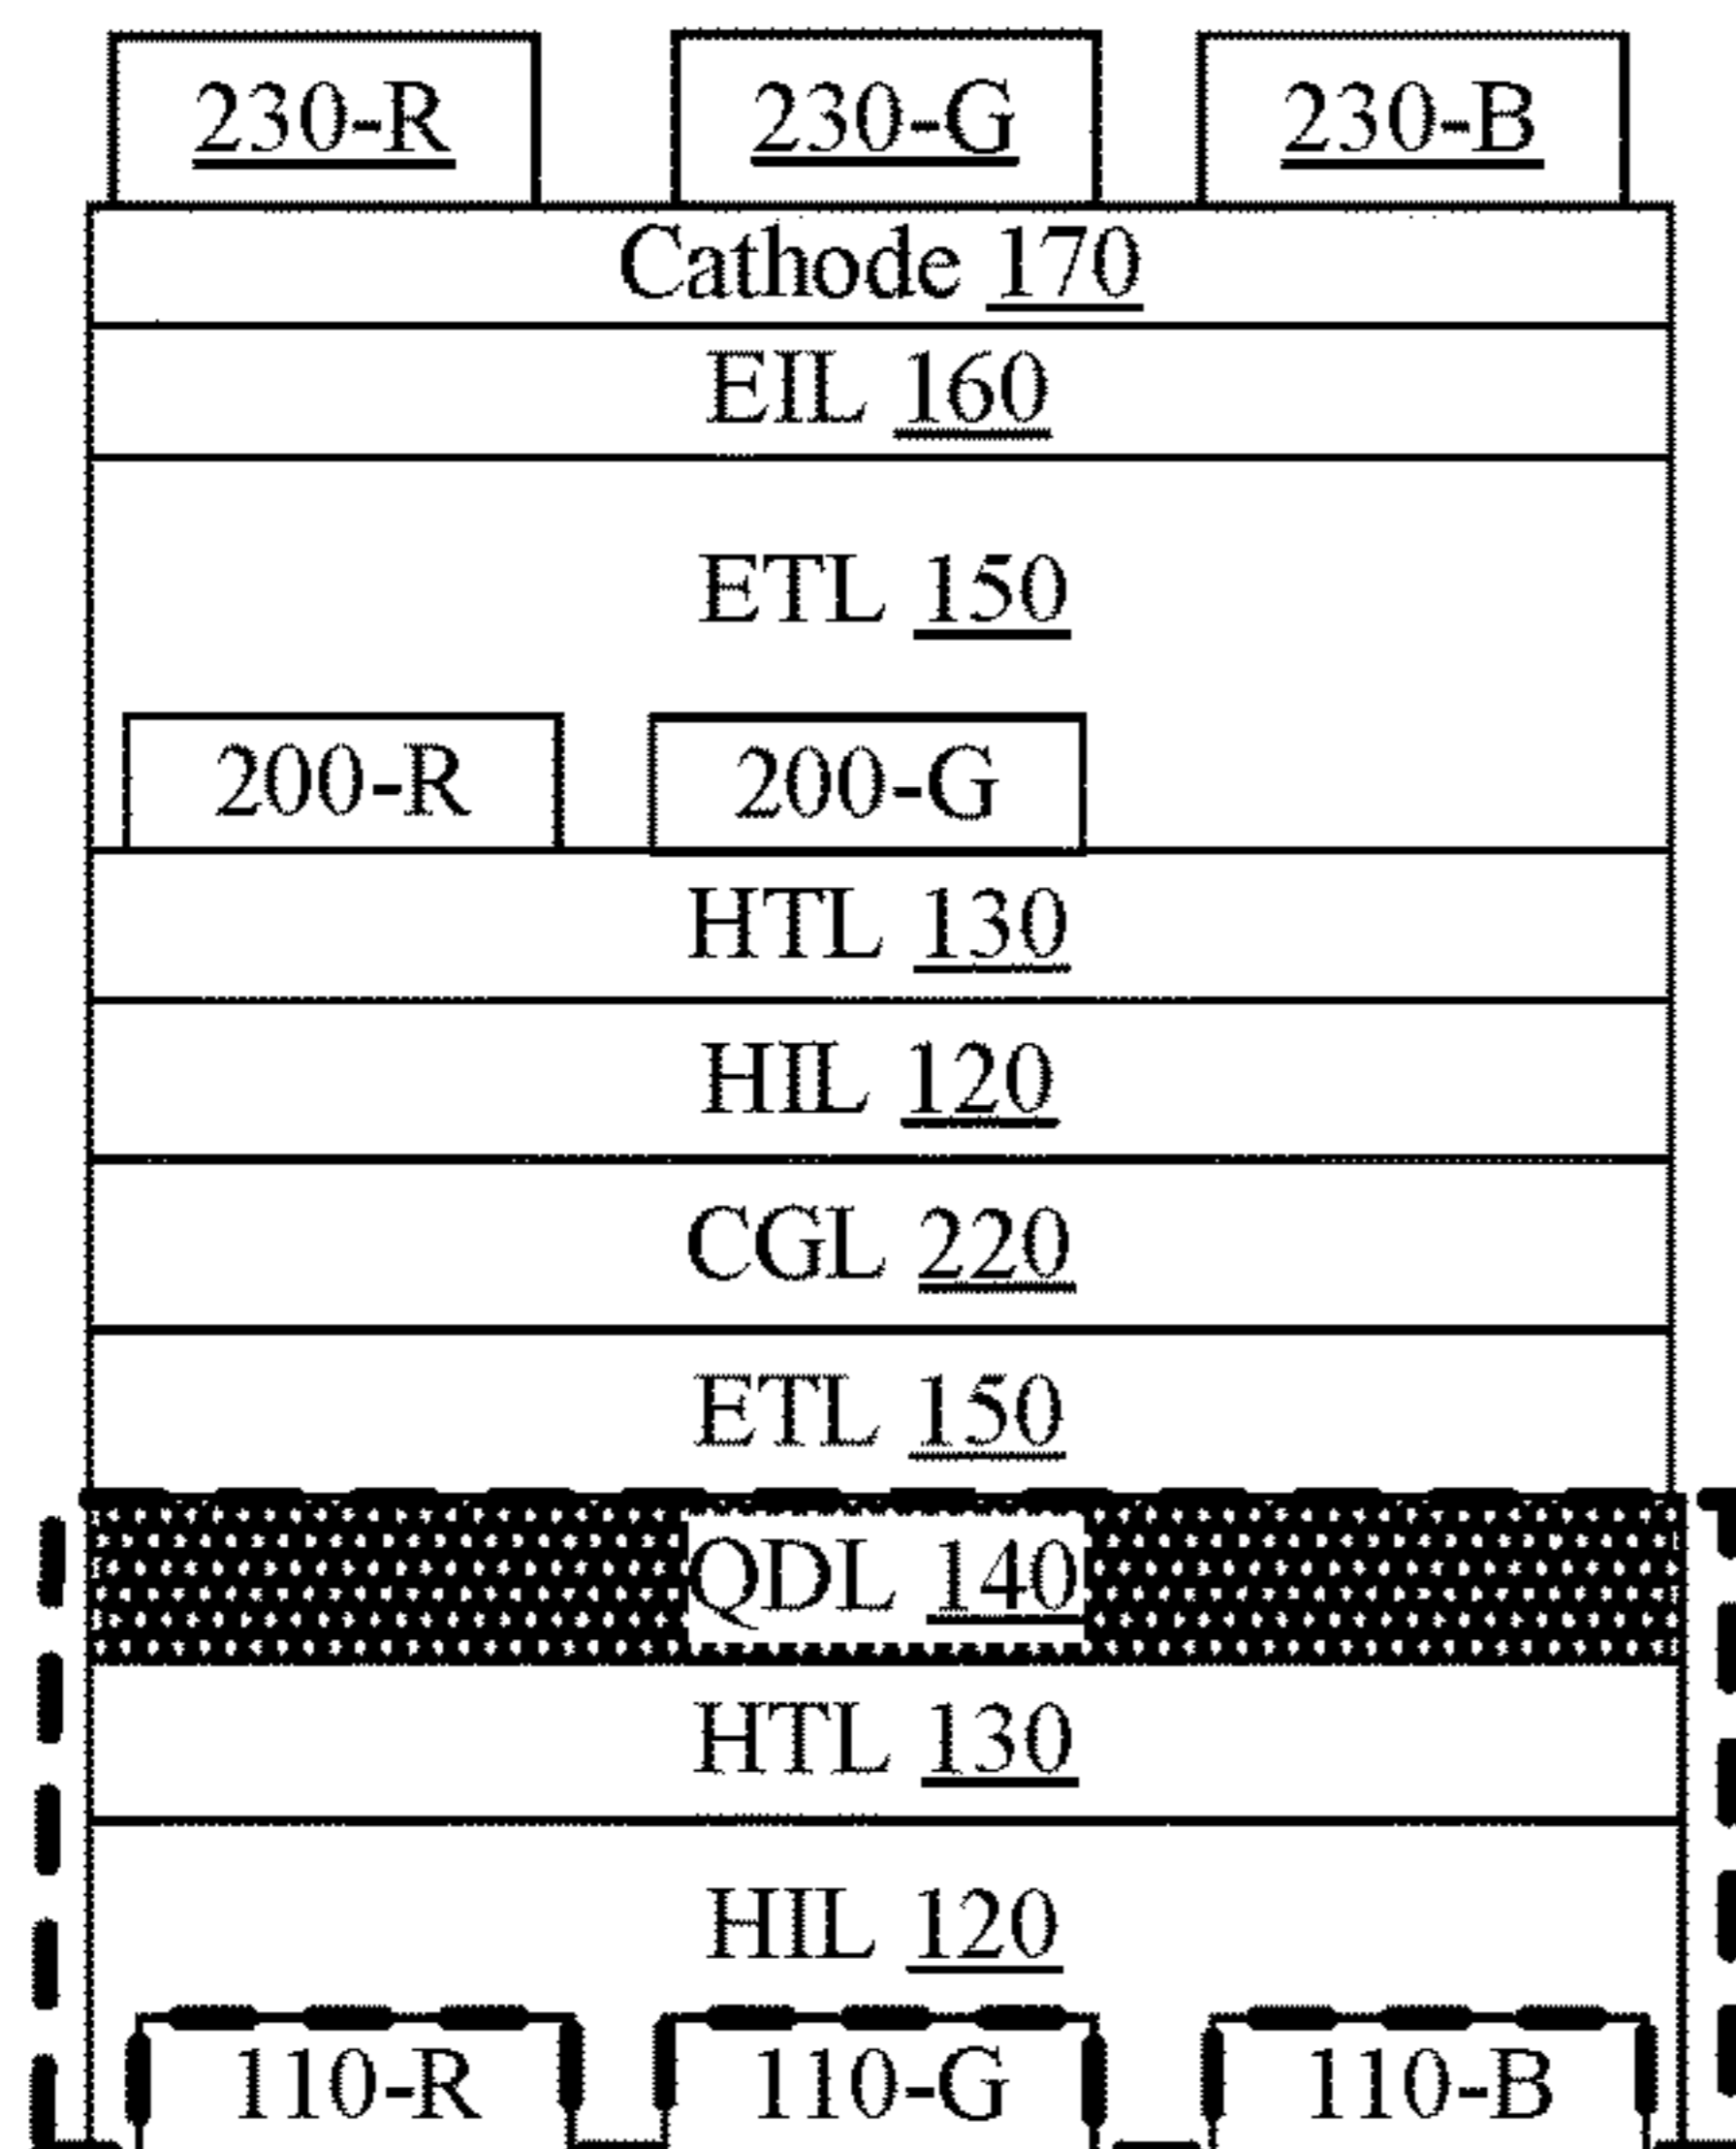 230-R 230-G 230-B
Cathode 170
EIL 160
ETL 150
200-R 200-G
HTL 130
HIL 120
CGL 220
ETL 150
QDL 140
HTL 130
HIL 120
110-R 110-G 110-B